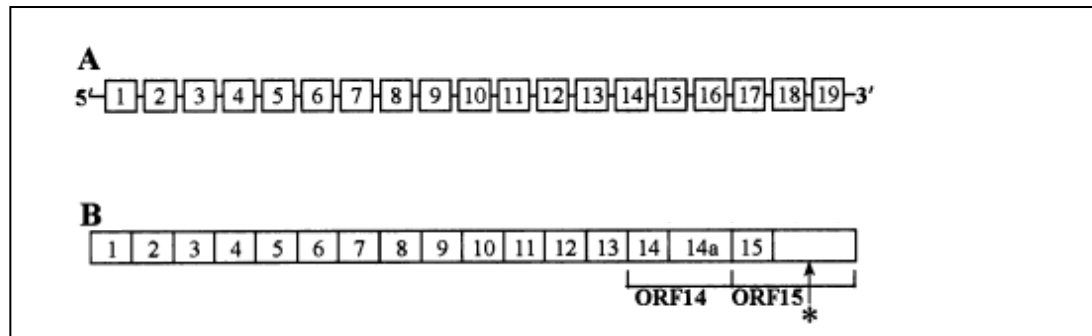 A
5' 1 2 3 4 5 6 7 8 9 10 11 12 13 14 15 16 17 18 19 3'
B
1 2 3 4 5 6 7 8 9 10 11 12 13 14 14a 15
ORF14 ORF15
*